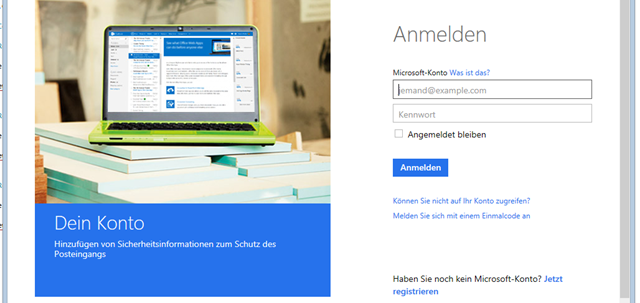 Anmelden
Microsoft-Konto Was ist das?
jemand@example.com
Kennwort
Angemeldet bleiben
Anmelden
Können Sie nicht auf Ihr Konto zugreifen?
Melden Sie sich mit einem Einmalcode an
Dein Konto
Hinzufügen von Sicherheitsinformationen zum Schutz des
Posteingangs
Haben Sie noch kein Microsoft-Konto? Jetzt
registrieren